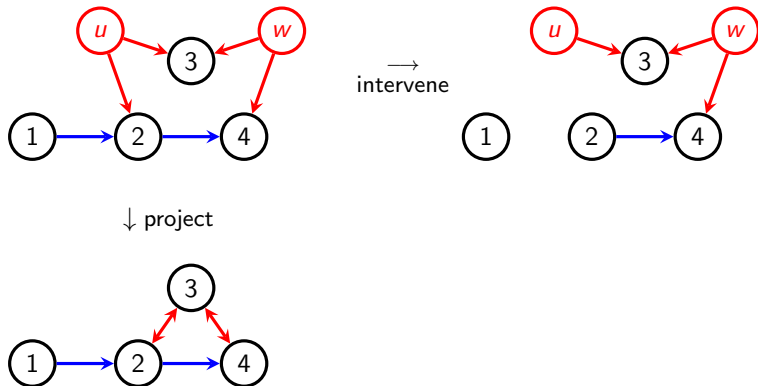 u w u w
3 3
⟶
intervene
1 2 4 1 2 4
↓ project
3
1 2 4